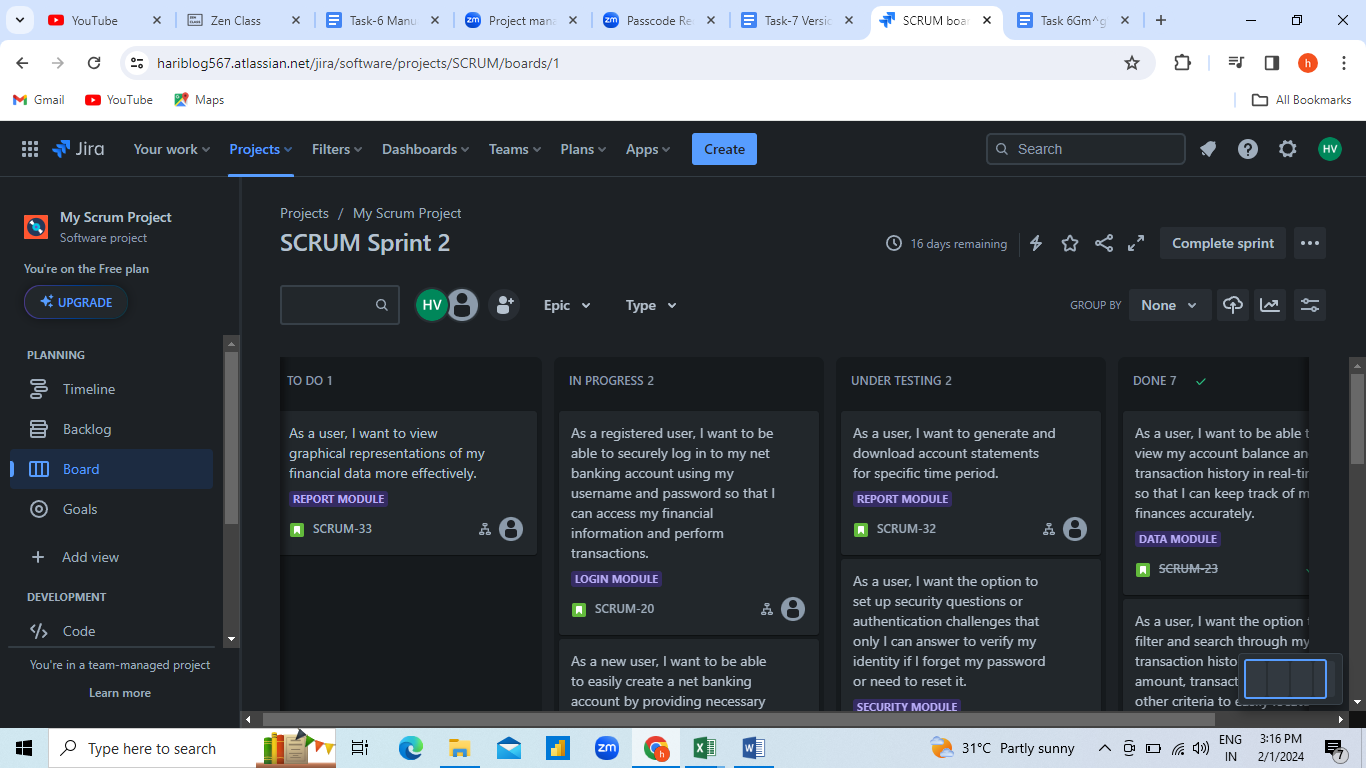 YouTube
Zen Class
Task-6 Manu
Project mana
Passcode Re
Task-7 Versio
SCRUM boar
Task 6Gm^g
hariblog567.atlassian.net/jira/software/projects/SCRUM/boards/1
h
Gmail
YouTube
Maps
All Bookmarks
Jira
Your work
Projects
Filters
Dashboards
Teams
Plans
Apps
Create
Search
HV
My Scrum Project
Software project
You're on the Free plan
UPGRADE
PLANNING
Timeline
Backlog
Board
Goals
Add view
DEVELOPMENT
Code
You're in a team-managed project
Learn more
Projects / My Scrum Project
SCRUM Sprint 2
16 days remaining
Complete sprint
HV
Epic
Type
GROUP BY
None
TO DO 1
As a user, I want to view
graphical representations of my
financial data more effectively.
REPORT MODULE
SCRUM-33
IN PROGRESS 2
As a registered user, I want to be
able to securely log in to my net
banking account using my
username and password so that I
can access my financial
information and perform
transactions.
LOGIN MODULE
SCRUM-20
As a new user, I want to be able
to easily create a net banking
account by providing necessary
UNDER TESTING 2
As a user, I want to generate and
download account statements
for specific time period.
REPORT MODULE
SCRUM-32
As a user, I want the option to
set up security questions or
authentication challenges that
only I can answer to verify my
identity if I forget my password
or need to reset it.
SECURITY MODULE
DONE 7
As a user, I want to be able t
view my account balance an
transaction history in real-tin
so that I can keep track of m
finances accurately.
DATA MODULE
SCRUM-23
As a user, I want the option
filter and search through my
transaction histo
amount, transact
other criteria to
Type here to search
zm
31°C Partly sunny
ENG
IN
3:16 PM
2/1/2024
7